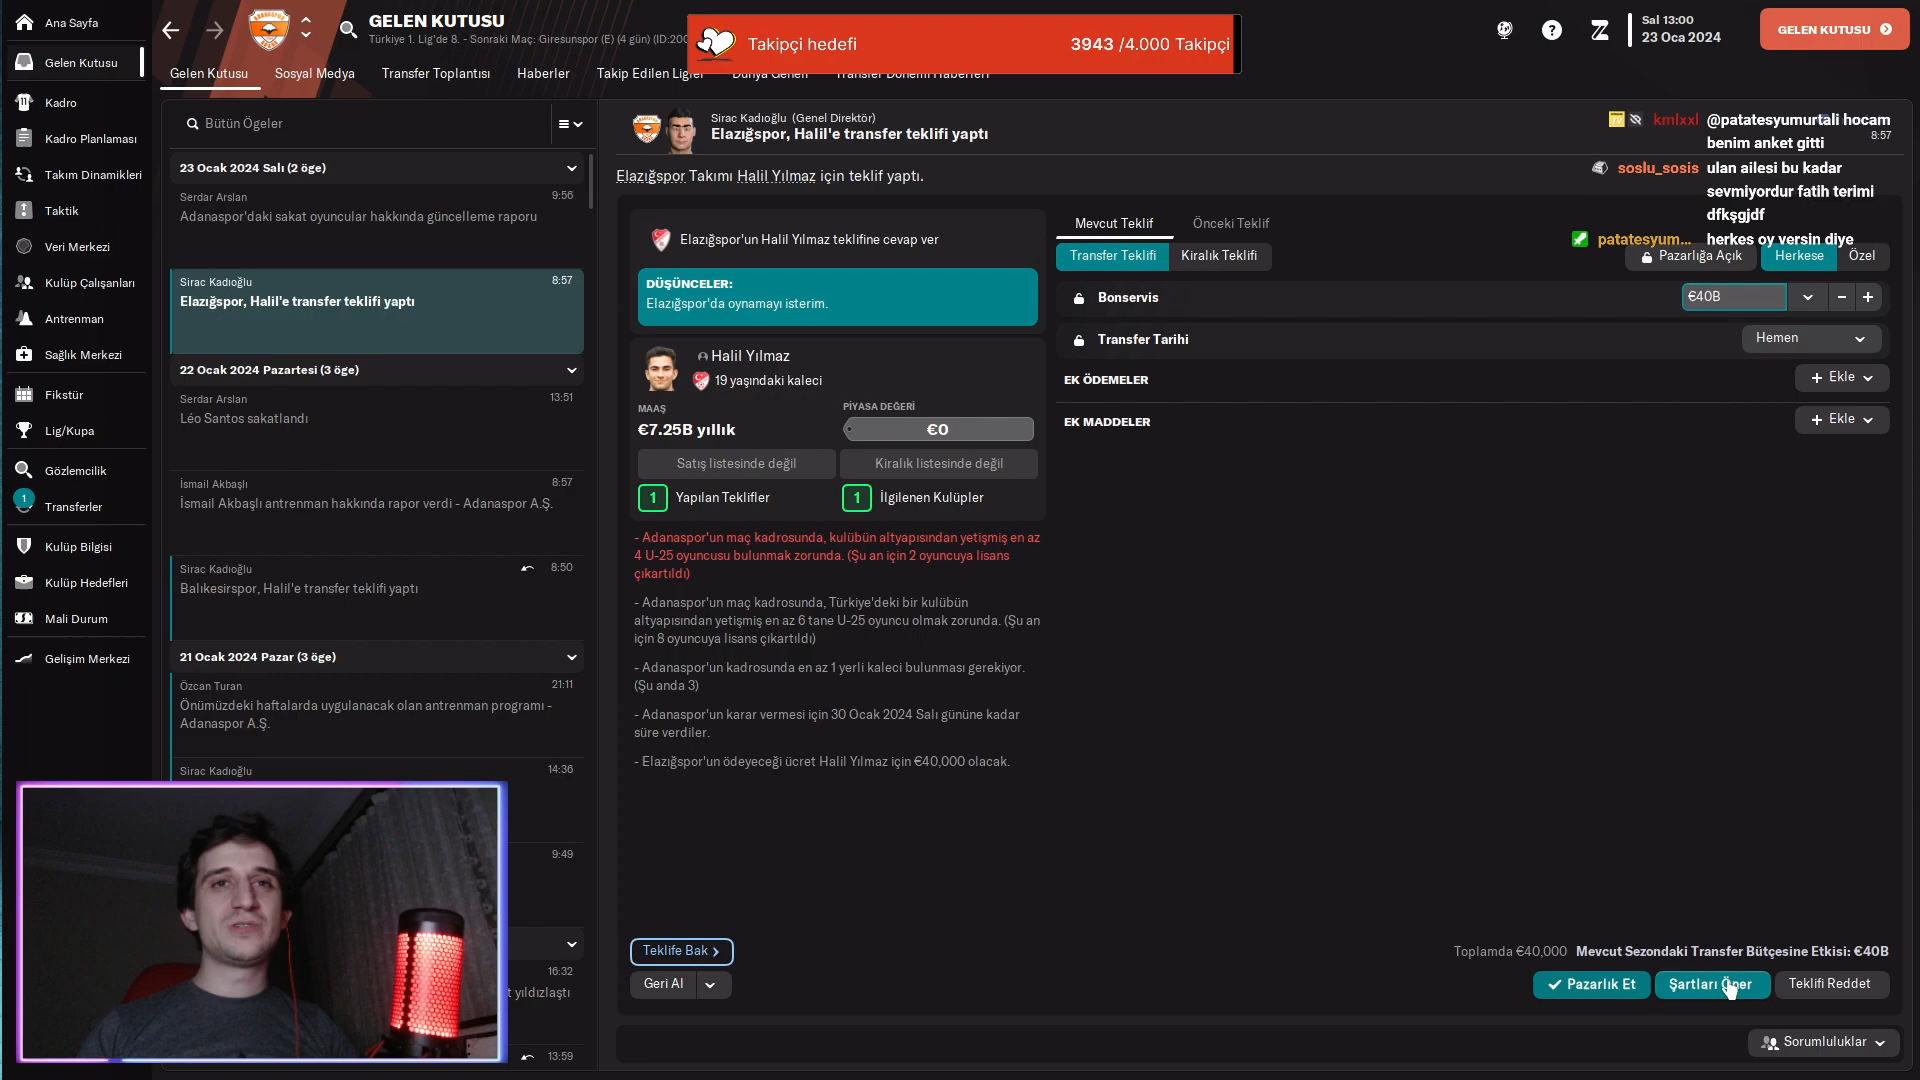 Ana Sayfa
Gelen Kutusu
Kadro
Kadro Planlaması
Takım Dinamikleri
Taktik
Veri Merkezi
Kulüp Çalışanları
Antrenman
Sağlık Merkezi
Fikstür
Lig/Kupa
Gözlemcilik
1
Transferler
Kulüp Bilgisi
Kulüp Hedefleri
Mali Durum
Gelişim Merkezi
GELEN KUTUSU
Türkiye 1. Lig'de 8. - Sonraki Maç: Giresunspor (E) (4 gün) (ID:200
Gelen Kutusu
Sosyal Medya
Transfer Toplantısı
Haberler
Takip Edilen Ligler
Dünya Geneli
Transfer Dönemi Haberleri
Takipçi hedefi
3943 /4.000 Takipçi
Sal 13:00
23 Oca 2024
GELEN KUTUSU
Bütün Ögeler
23 Ocak 2024 Salı (2 öge)
Serdar Arslan 9:56
Adanaspor'daki sakat oyuncular hakkında güncelleme raporu
Sirac Kadıoğlu 8:57
Elazığspor, Halil'e transfer teklifi yaptı
22 Ocak 2024 Pazartesi (3 öge)
Serdar Arslan 13:51
Léo Santos sakatlandı
İsmail Akbaşlı 8:57
İsmail Akbaşlı antrenman hakkında rapor verdi - Adanaspor A.Ş.
Sirac Kadıoğlu 8:50
Balıkesirspor, Halil'e transfer teklifi yaptı
21 Ocak 2024 Pazar (3 öge)
Özcan Turan 21:11
Önümüzdeki haftalarda uygulanacak olan antrenman programı -
Adanaspor A.Ş.
Sirac Kadıoğlu 14:36
9:49
16:32
t yıldızlaştı
13:59
Sirac Kadıoğlu (Genel Direktör)
Elazığspor, Halil'e transfer teklifi yaptı
8:57
Elazığspor Takımı Halil Yılmaz için teklif yaptı.
kmlxxl @patatesyumurtali hocam
benim anket gitti
soslu_sosis ulan ailesi bu kadar
sevmiyordur fatih terimi
dfkşgjdf
patatesyum... herkes oy versin diye
Elazığspor'un Halil Yılmaz teklifine cevap ver
DÜŞÜNCELER:
Elazığspor'da oynamayı isterim.
Halil Yılmaz
19 yaşındaki kaleci
MAAŞ
€7.25B yıllık
PİYASA DEĞERİ
€0
Satış listesinde değil
Kiralık listesinde değil
1 Yapılan Teklifler
1 İlgilenen Kulüpler
- Adanaspor'un maç kadrosunda, kulübün altyapısından yetişmiş en az
4 U-25 oyuncusu bulunmak zorunda. (Şu an için 2 oyuncuya lisans
çıkartıldı)
- Adanaspor'un maç kadrosunda, Türkiye'deki bir kulübün
altyapısından yetişmiş en az 6 tane U-25 oyuncu olmak zorunda. (Şu an
için 8 oyuncuya lisans çıkartıldı)
- Adanaspor'un kadrosunda en az 1 yerli kaleci bulunması gerekiyor.
(Şu anda 3)
- Adanaspor'un karar vermesi için 30 Ocak 2024 Salı gününe kadar
süre verdiler.
- Elazığspor'un ödeyeceği ücret Halil Yılmaz için €40,000 olacak.
Mevcut Teklif
Önceki Teklif
Transfer Teklifi
Kiralık Teklifi
Pazarlığa Açık
Herkese
Özel
Bonservis
€40B
Transfer Tarihi
Hemen
EK ÖDEMELER
Ekle
EK MADDELER
Ekle
Teklife Bak
Geri Al
Toplamda €40,000 Mevcut Sezondaki Transfer Bütçesine Etkisi: €40B
Pazarlık Et
Şartları Öner
Teklifi Reddet
Sorumluluklar